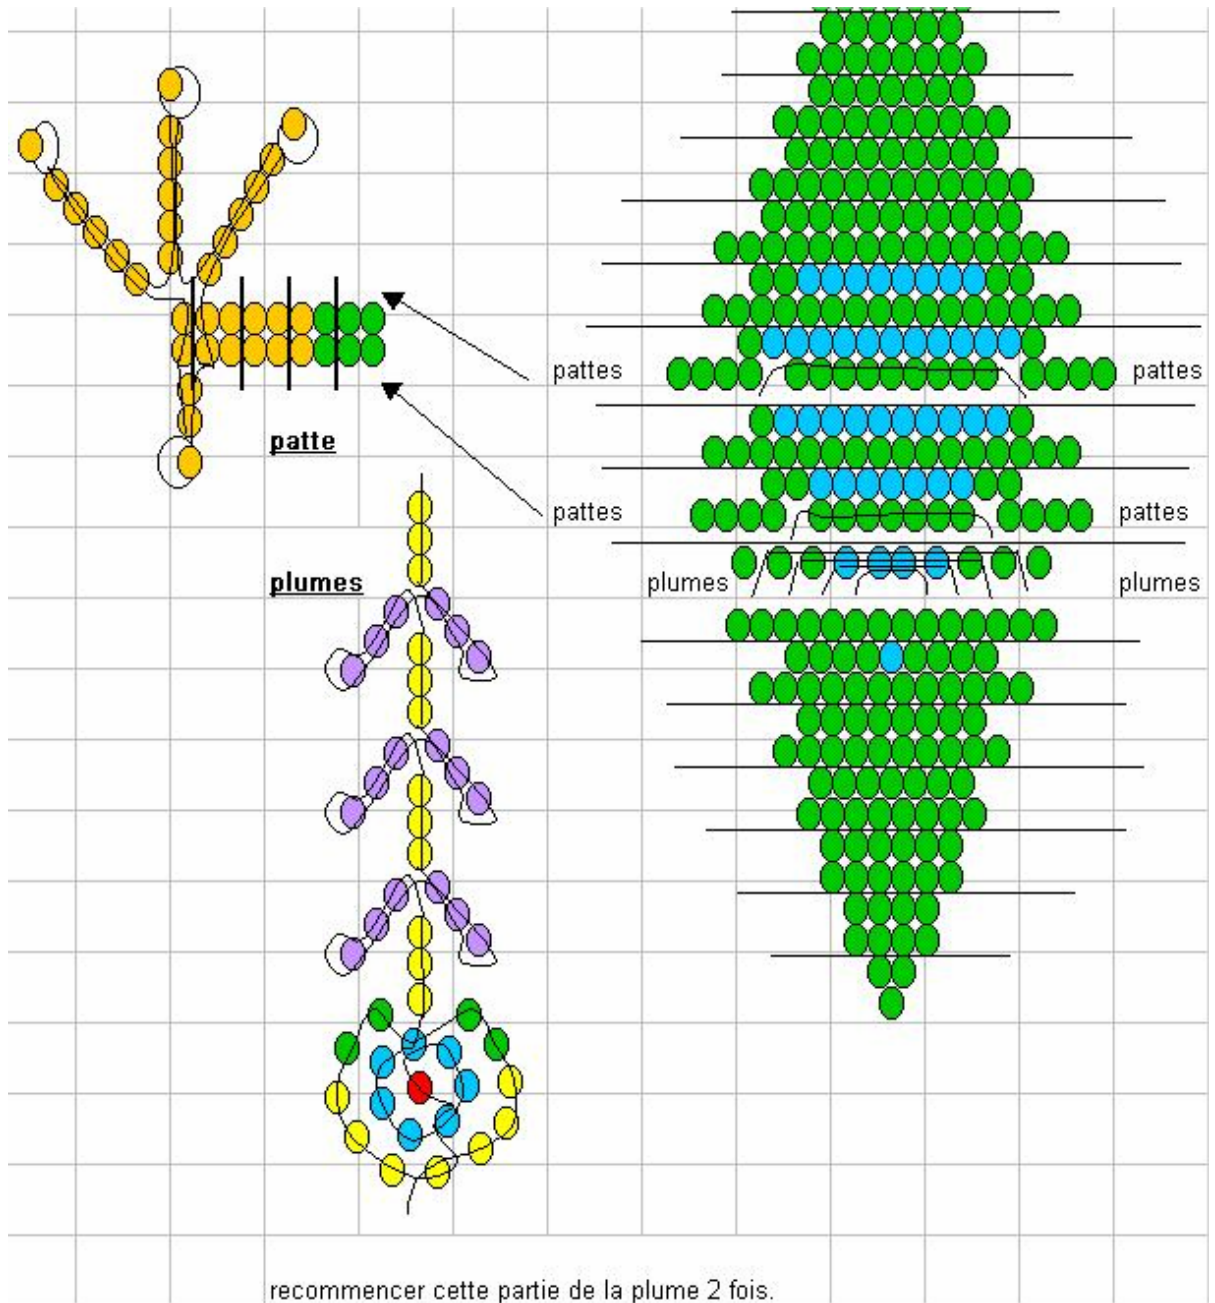 pattes
pattes
patte
pattes
pattes
plumes
plumes
plumes
recommencer cette partie de la plume 2 fois.